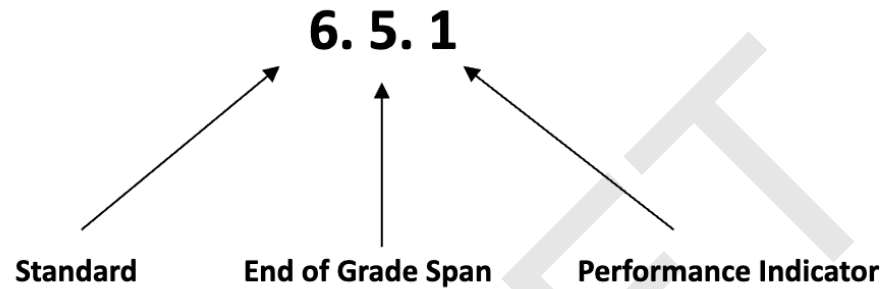 6. 5. 1
Standard End of Grade Span Performance Indicator